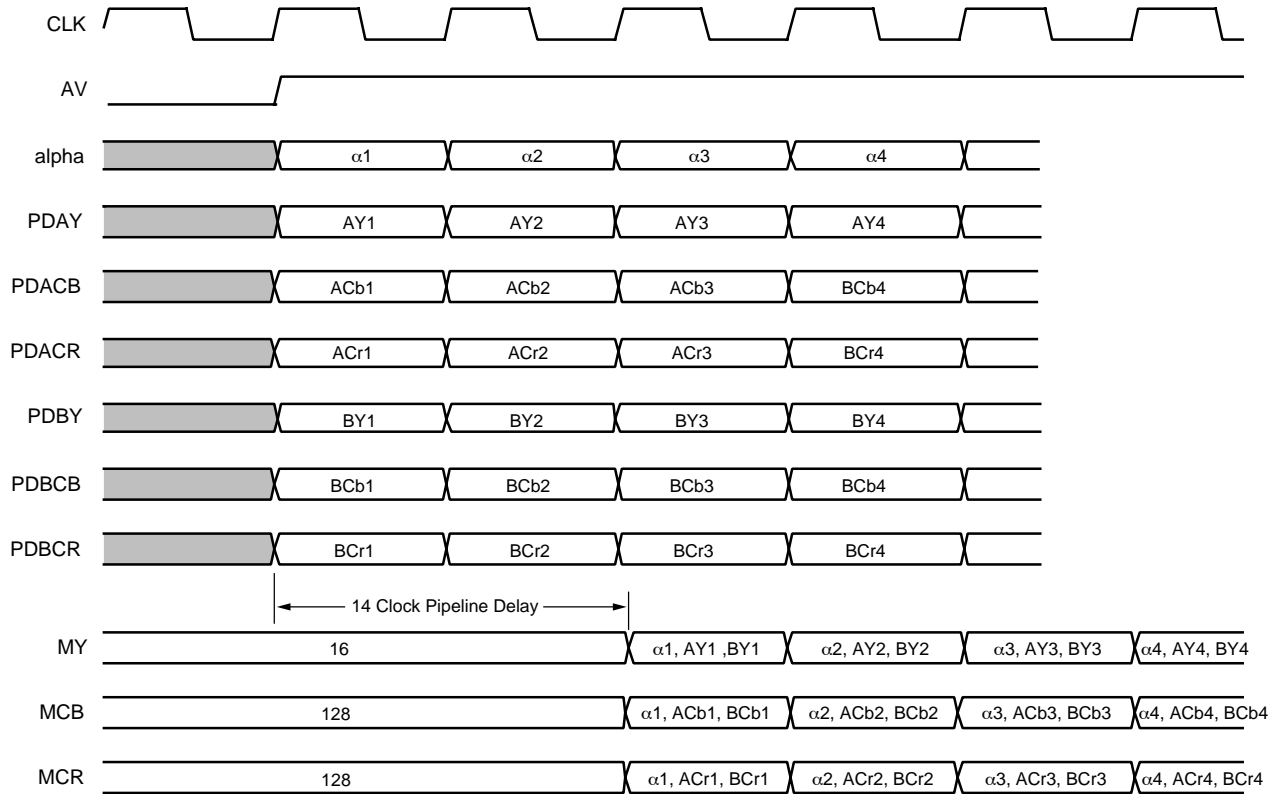 CLK
AV
alpha α1 α2 α3 α4
PDAY AY1 AY2 AY3 AY4
PDACB ACb1 ACb2 ACb3 BCb4
PDACR ACr1 ACr2 ACr3 BCr4
PDBY BY1 BY2 BY3 BY4
PDBCB BCb1 BCb2 BCb3 BCb4
PDBCR BCr1 BCr2 BCr3 BCr4
14 Clock Pipeline Delay
MY 16 α1, AY1 ,BY1 α2, AY2, BY2 α3, AY3, BY3 α4, AY4, BY4
MCB 128 α1, ACb1, BCb1 α2, ACb2, BCb2 α3, ACb3, BCb3 α4, ACb4, BCb4
MCR 128 α1, ACr1, BCr1 α2, ACr2, BCr2 α3, ACr3, BCr3 α4, ACr4, BCr4